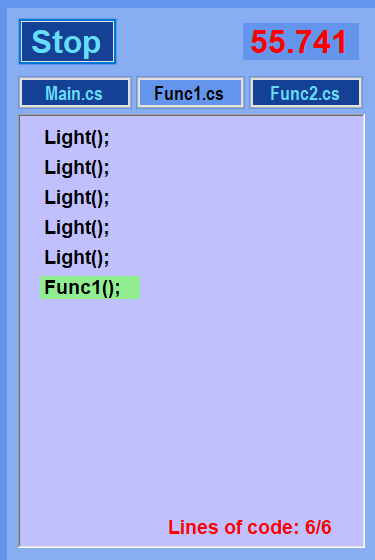 Stop 55.741
Main.cs Func1.cs Func2.cs
Light();
Light();
Light();
Light();
Light();
Func1();
Lines of code: 6/6